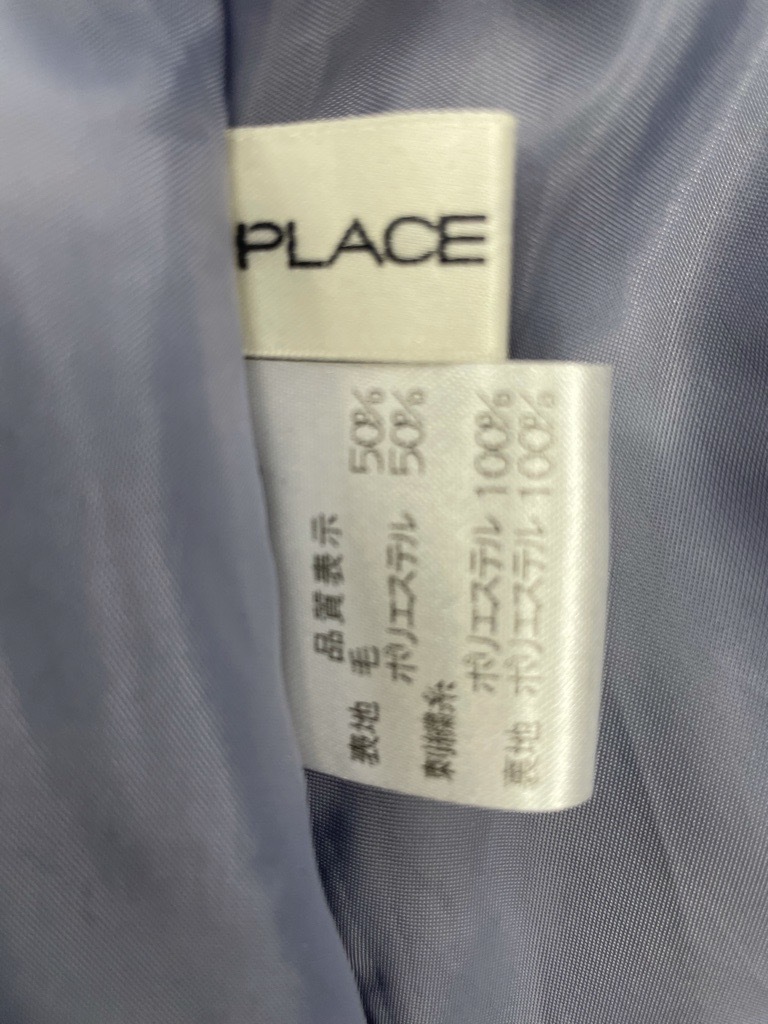 PLACE
品質表示
表地 毛 50%
ポリエステル 50%
刺繍糸
ポリエステル 100%
裏地 ポリエステル 100%